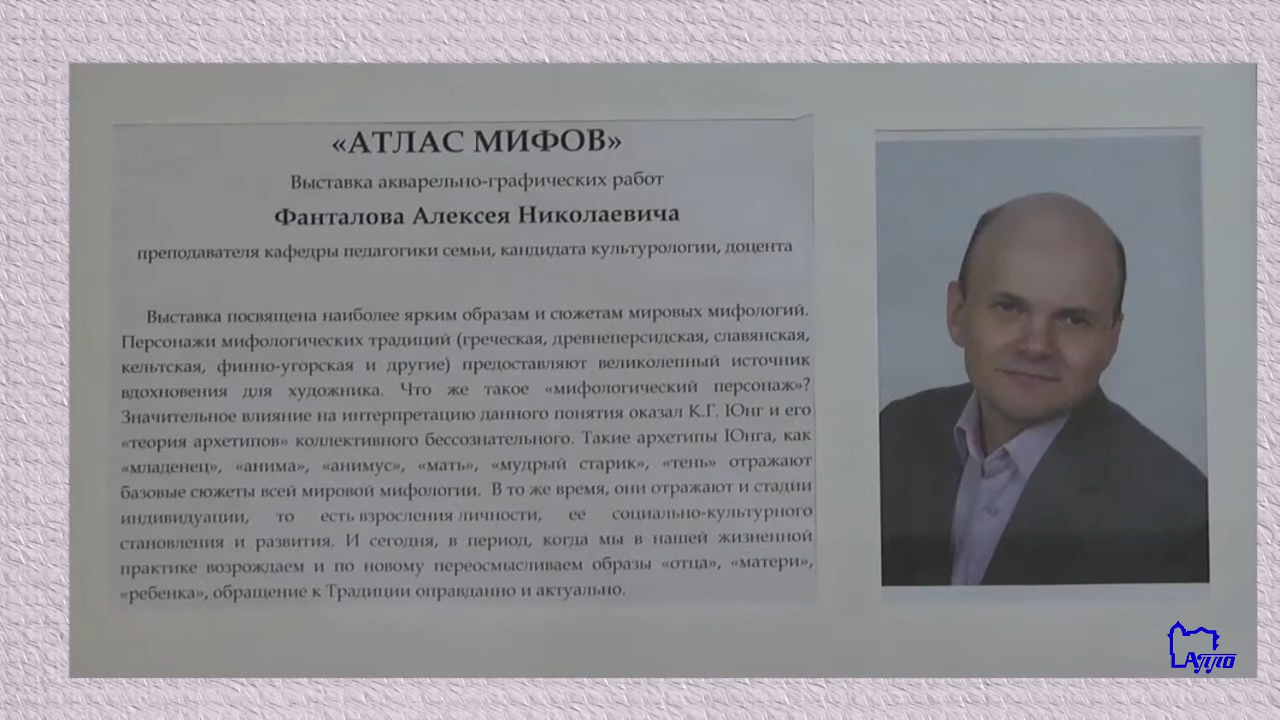 «АТЛАС МИФОВ»
Выставка акварельно-графических работ
Фанталова Алексея Николаевича
преподавателя кафедры педагогики семьи, кандидата культурологии, доцента
Выставка посвящена наиболее ярким образам и сюжетам мировых мифологий.
Персонажи мифологических традиций (греческая, древнеперсидская, славянская,
кельтская, финно-угорская и другие) предоставляют великолепный источник
вдохновения для художника. Что же такое «мифологический персонаж»?
Значительное влияние на интерпретацию данного понятия оказал К.Г. Юнг и его
«теория архетипов» коллективного бессознательного. Такие архетипы Юнга, как
«младенец», «анима», «анимус», «мать», «мудрый старик», «тень» отражают
базовые сюжеты всей мировой мифологии. В то же время, они отражают и стадии
индивидуации, то есть взросления личности, ее социально-культурного
становления и развития. И сегодня, в период, когда мы в нашей жизненной
практике возрождаем и по новому переосмысливаем образы «отца», «матери»,
«ребенка», обращение к Традиции оправданно и актуально.
Аппо